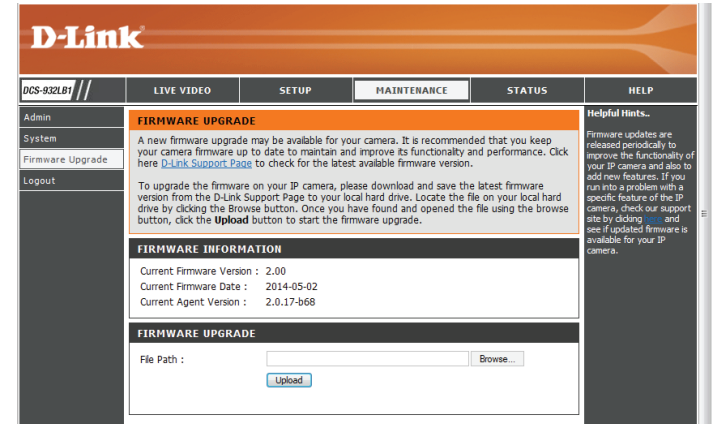 D-Link
DCS-932LB1 //
LIVE VIDEO
SETUP
MAINTENANCE
STATUS
HELP
Admin
System
Firmware Upgrade
Logout
FIRMWARE UPGRADE
A new firmware upgrade may be available for your camera. It is recommended that you keep
your camera firmware up to date to maintain and improve its functionality and performance. Click
here D-Link Support Page to check for the latest available firmware version.
To upgrade the firmware on your IP camera, please download and save the latest firmware
version from the D-Link Support Page to your local hard drive. Locate the file on your local hard
drive by clicking the Browse button. Once you have found and opened the file using the browse
button, click the Upload button to start the firmware upgrade.
FIRMWARE INFORMATION
Current Firmware Version : 2.00
Current Firmware Date : 2014-05-02
Current Agent Version : 2.0.17-b68
FIRMWARE UPGRADE
File Path :
Browse...
Upload
Helpful Hints..
Firmware updates are
released periodically to
improve the functionality of
your IP camera and also to
add new features. If you
run into a problem with a
specific feature of the IP
camera, check our support
site by clicking here and
see if updated firmware is
available for your IP
camera.